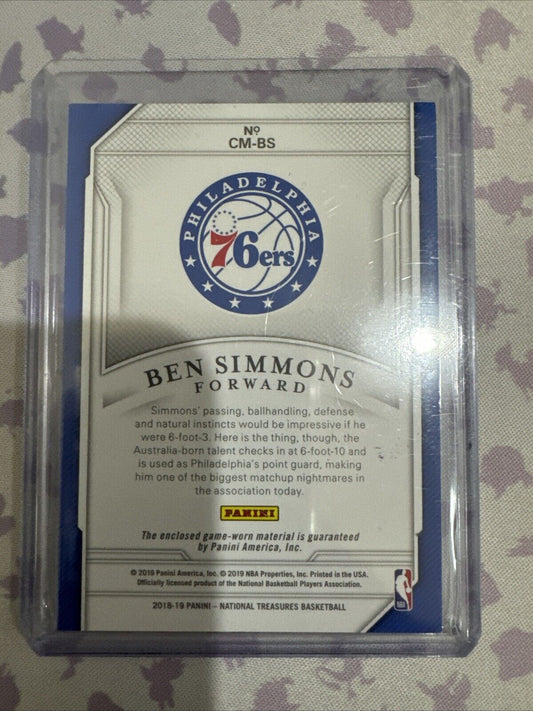 Nº
CM-BS
PHILADELPHIA
76ers
BEN SIMMONS
FORWARD
Simmons' passing, ballhandling, defense
and natural instincts would be impressive if he
were 6-foot-3. Here is the thing, though, the
Australia-born talent checks in at 6-foot-10 and
is used as Philadelphia's point guard, making
him one of the biggest matchup nightmares in
the association today.
PANINI
The enclosed game-worn material is guaranteed
by Panini America, Inc.
© 2019 Panini America, Inc. © 2019 NBA Properties, Inc. Printed in the USA.
Officially licensed product of the National Basketball Players Association.
NBA
2018-19 PANINI – NATIONAL TREASURES BASKETBALL